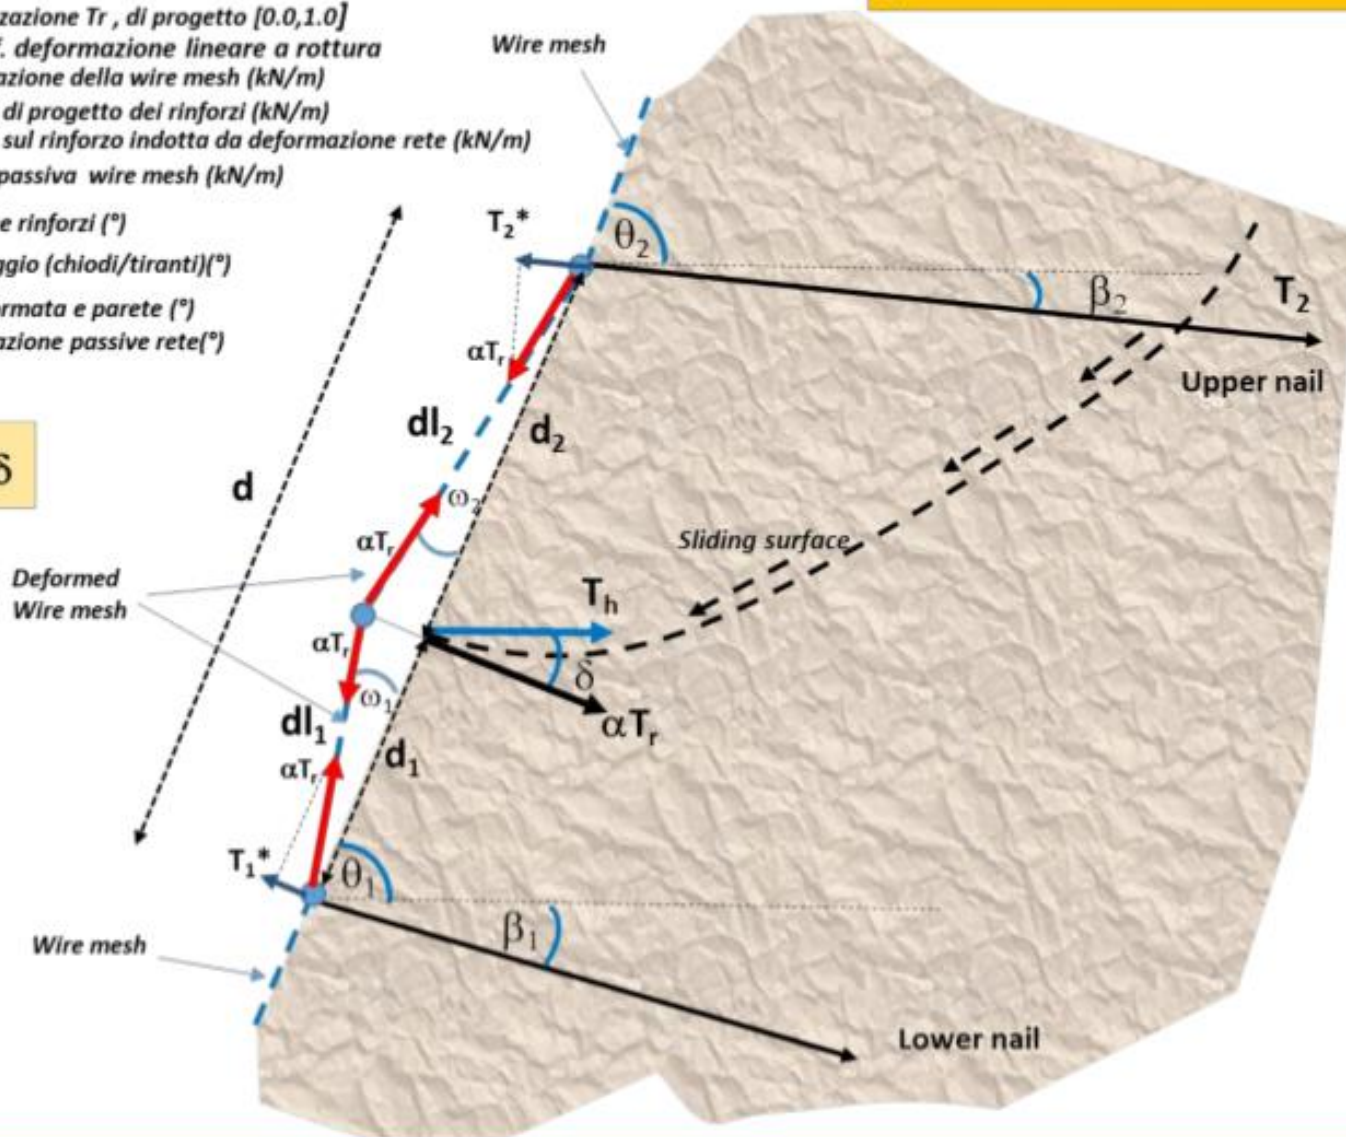 zazione Tr , di progetto [0.0,1.0]
f. deformazione lineare a rottura
azione della wire mesh (kN/m)
di progetto dei rinforzi (kN/m)
sul rinforzo indotta da deformazione rete (kN/m)
passiva wire mesh (kN/m)
e rinforzi (°)
ggio (chiodi/tiranti)(°)
rmata e parete (°)
azione passive rete(°)
δ
Wire mesh
T₂*
θ₂
β₂
T₂
Upper nail
αTᵣ
dl₂
d₂
d
ω₂
αTᵣ
Sliding surface
Deformed
Wire mesh
Tₕ
αTᵣ
δ
ω₁
αTᵣ
dl₁
d₁
αTᵣ
T₁*
θ₁
β₁
Wire mesh
Lower nail